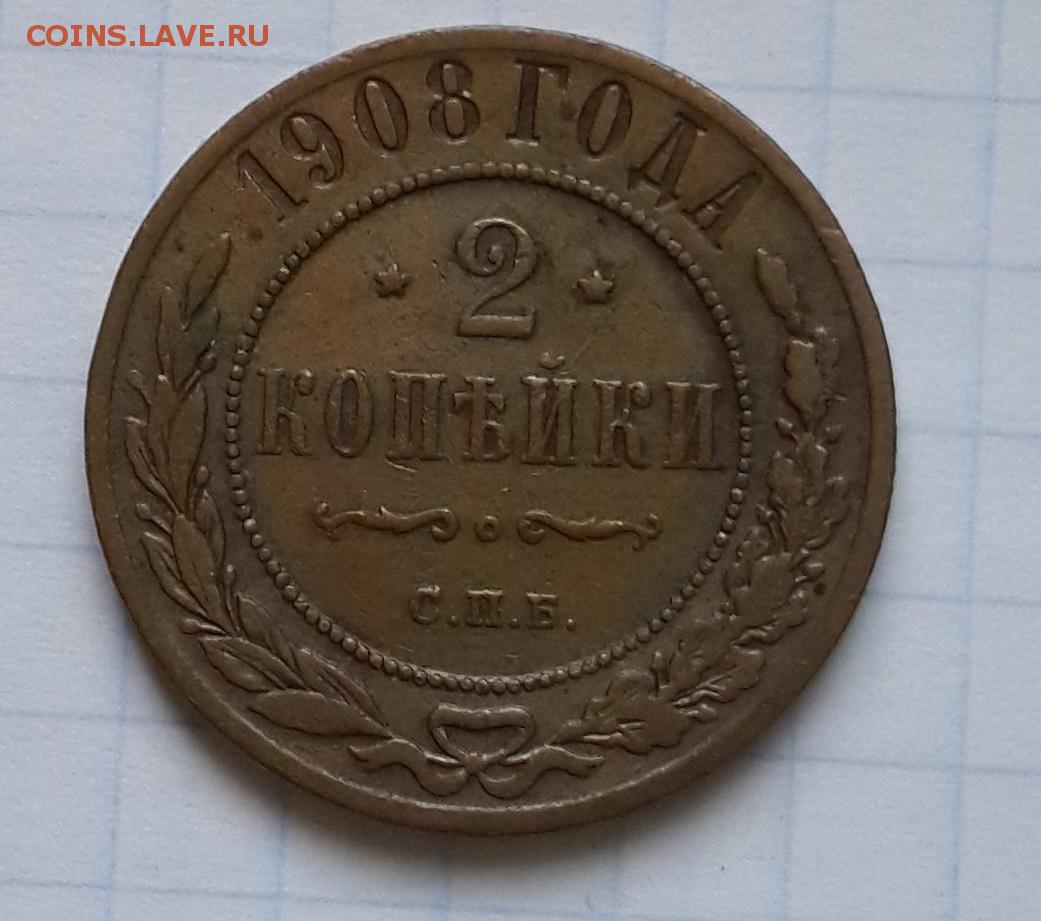 COINS.LAVE.RU
1908 ГОДА
2
КОПѢЙКИ
С.П.Б.